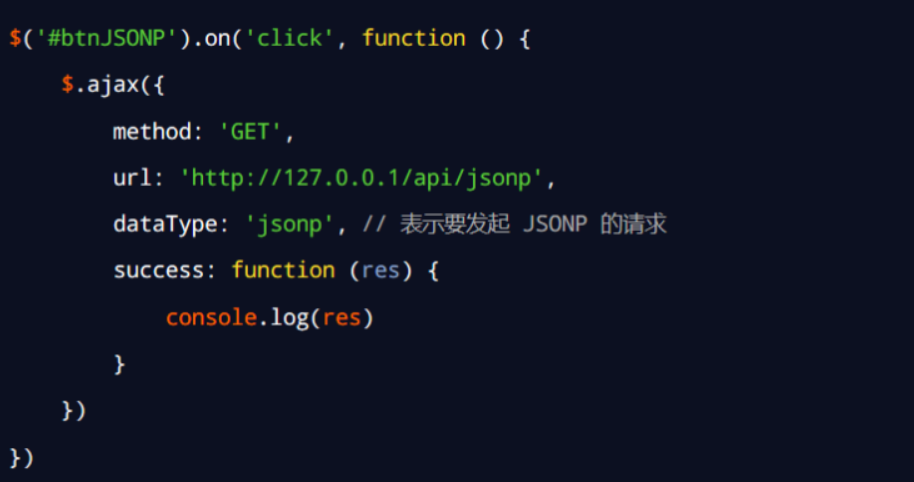 $('#btnJSONP').on('click', function () {
    $.ajax({
        method: 'GET',
        url: 'http://127.0.0.1/api/jsonp',
        dataType: 'jsonp', // 表示要发起 JSONP 的请求
        success: function (res) {
            console.log(res)
        }
    })
})